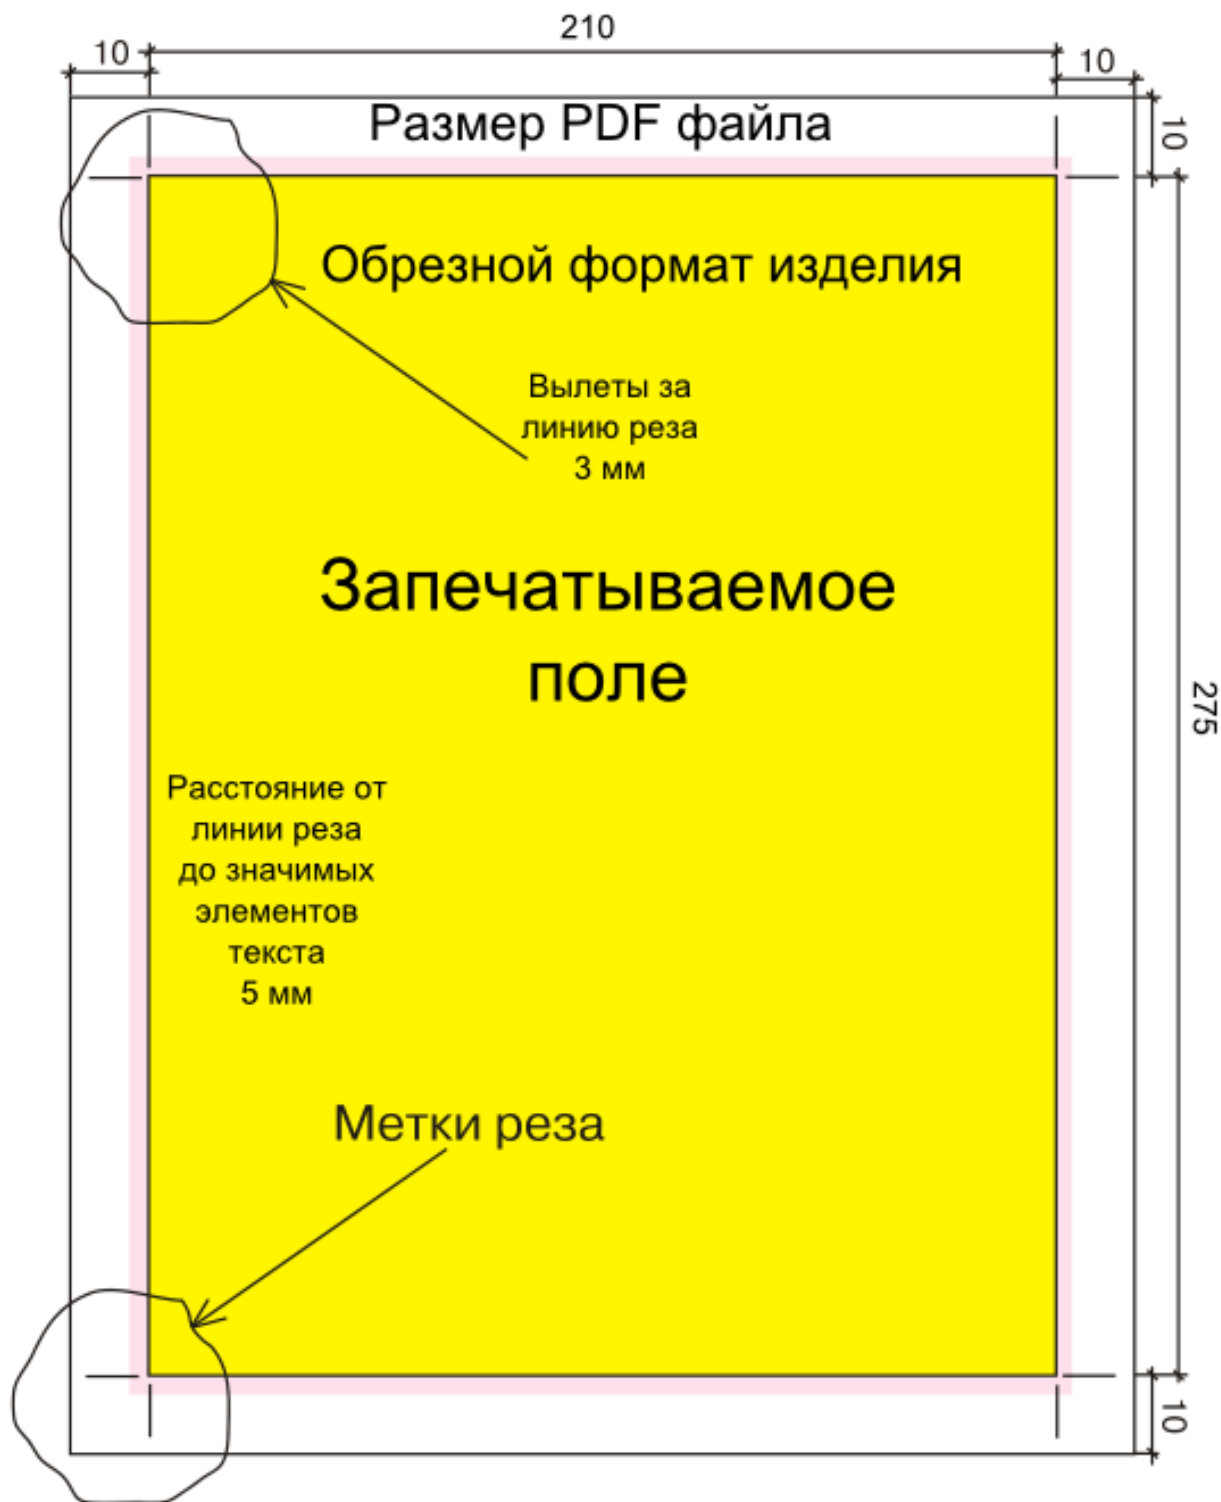 210
10
10
Размер PDF файла
10
Обрезной формат изделия
Вылеты за
линию реза
3 мм
Запечатываемое
поле
275
Расстояние от
линии реза
до значимых
элементов
текста
5 мм
Метки реза
10